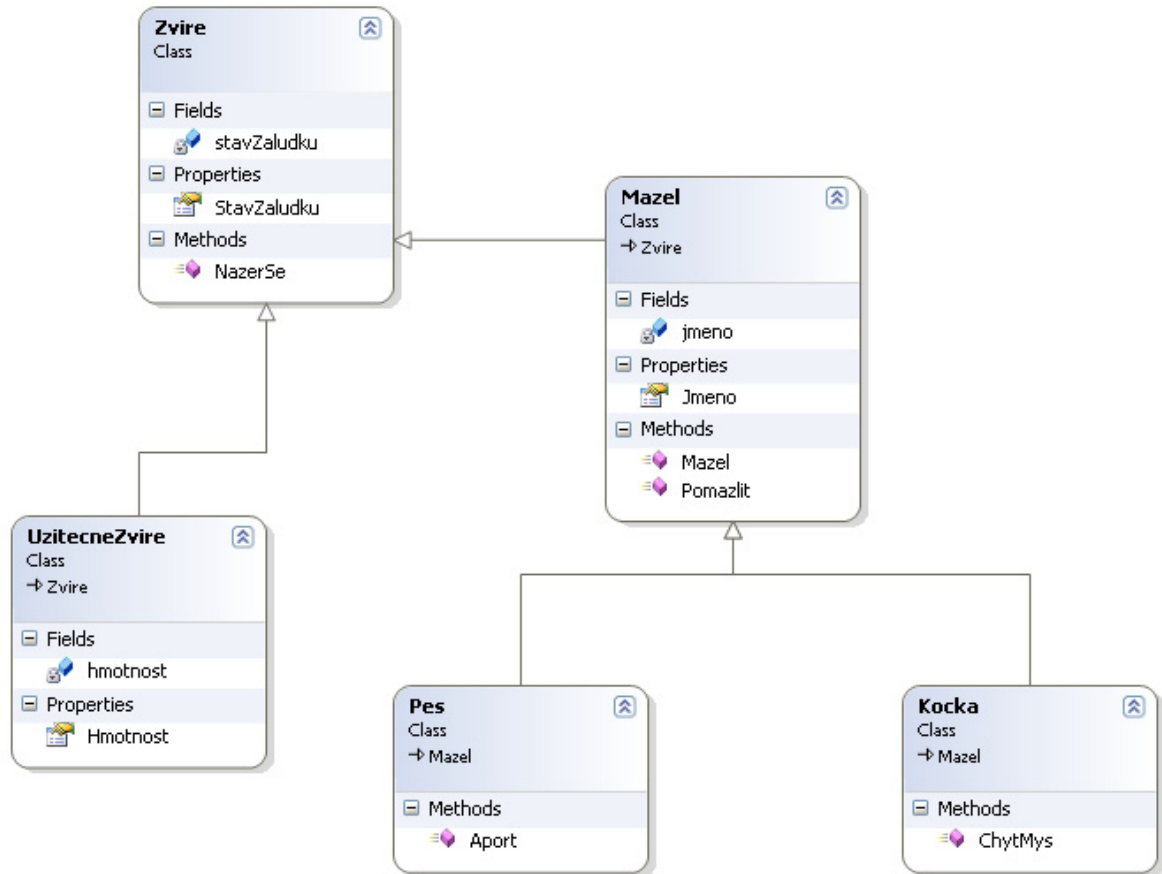 Zvire
Class
Fields
stavZaludku
Properties
StavZaludku
Methods
NazerSe
Mazel
Class
Zvire
Fields
jmeno
Properties
Jmeno
Methods
Mazel
Pomazlit
UzitecneZvire
Class
Zvire
Fields
hmotnost
Properties
Hmotnost
Pes
Class
Mazel
Methods
Aport
Kocka
Class
Mazel
Methods
ChytMys